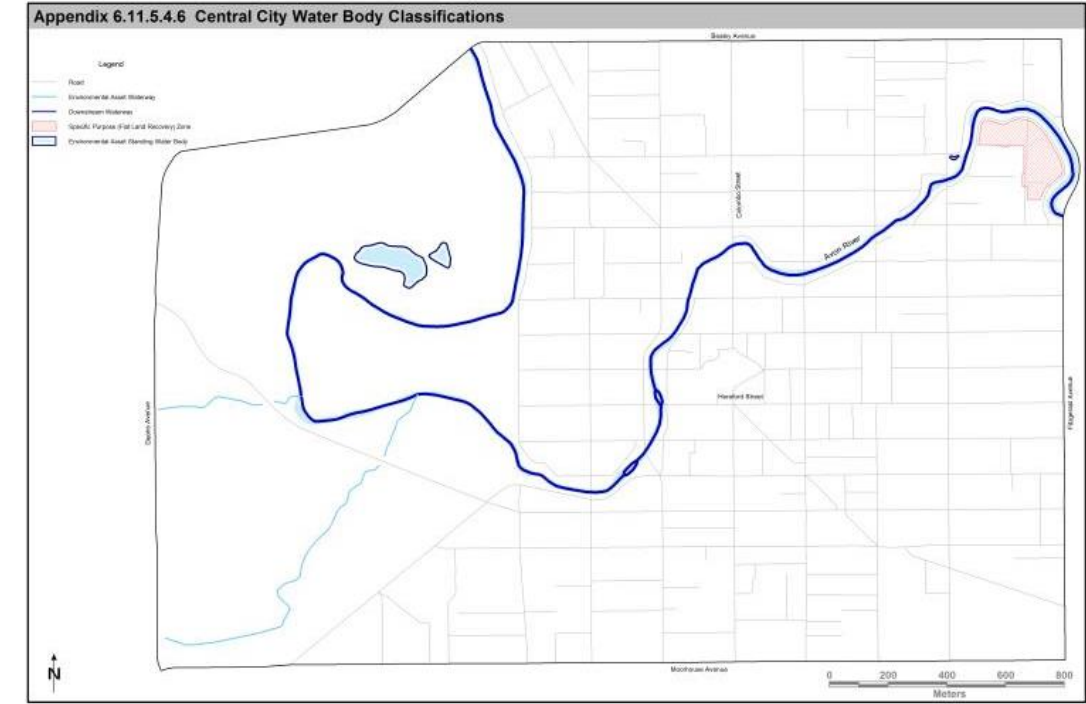 Appendix 6.11.5.4.6 Central City Water Body Classifications
Bealey Avenue
Legend
Road
Environmental Asset Waterway
Downstream Waterway
Specific Purpose (Flat Land Recovery) Zone
Environmental Asset Standing Water Body
Colombo Street
Avon River
Hereford Street
Deans Avenue
Fitzgerald Avenue
Moorhouse Avenue
N
0 200 400 600 800
Meters